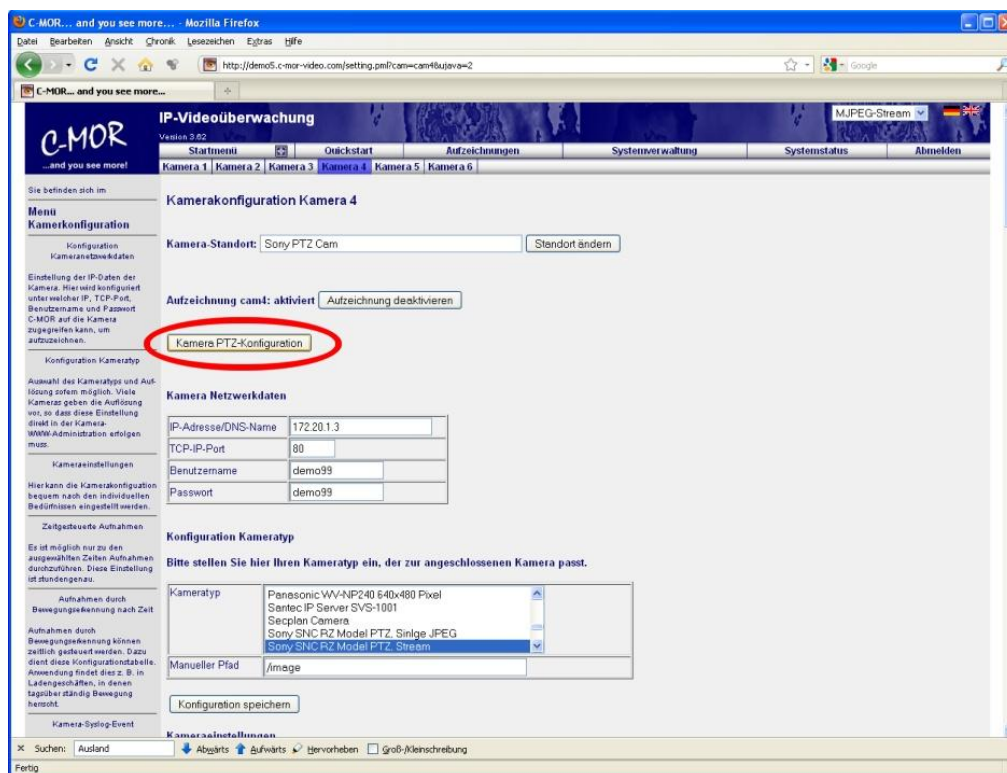 C-MOR... and you see more... - Mozilla Firefox
Datei Bearbeiten Ansicht Chronik Lesezeichen Extras Hilfe
http://demo5.c-mor-video.com/setting.pml?cam=cam4&ujava=2
Google
C-MOR... and you see more...
C-MOR
...and you see more!
IP-Videoüberwachung
Version 3.62
MJPEG-Stream
Startmenü Quickstart Aufzeichnungen Systemverwaltung Systemstatus Abmelden
Kamera 1 Kamera 2 Kamera 3 Kamera 4 Kamera 5 Kamera 6
Sie befinden sich im
Menü
Kamerkonfiguration
Konfiguration
Kameranetzwerkdaten
Einstellung der IP-Daten der
Kamera. Hier wird konfiguriert
unter welcher IP, TCP-Port,
Benutzername und Passwort
C-MOR auf die Kamera
zugegreifen kann, um
aufzuzeichnen.
Konfiguration Kameratyp
Auswahl des Kameratyps und Auf-
lösung sofern möglich. Viele
Kameras geben die Auflösung
vor, so dass diese Einstellung
direkt in der Kamera-
WWW-Administration erfolgen
muss.
Kameraeinstellungen
Hier kann die Kamerakonfiguation
bequem nach den individuellen
Bedürfnissen eingestellt werden.
Zeitgesteuerte Aufnahmen
Es ist möglich nur zu den
ausgewählten Zeiten Aufnahmen
durchzuführen. Diese Einstellung
ist stundengenau.
Aufnahmen durch
Bewegungserkennung nach Zeit
Aufnahmen durch
Bewegungserkennung können
zeitlich gesteuert werden. Dazu
dient diese Konfigurationtabelle.
Anwendung findet dies z. B. in
Ladengeschäften, in denen
tagsüber ständig Bewegung
herrscht.
Kamera-Syslog-Event
Kamerakonfiguration Kamera 4
Kamera-Standort: Sony PTZ Cam Standort ändern
Aufzeichnung cam4: aktiviert Aufzeichnung deaktivieren
Kamera PTZ-Konfiguration
Kamera Netzwerkdaten
IP-Adresse/DNS-Name 172.20.1.3
TCP-IP-Port 80
Benutzername demo99
Passwort demo99
Konfiguration Kameratyp
Bitte stellen Sie hier Ihren Kameratyp ein, der zur angeschlossenen Kamera passt.
Kameratyp
Panasonic WV-NP240 640x480 Pixel
Santec IP Server SVS-1001
Secplan Camera
Sony SNC RZ Model PTZ, Sinlge JPEG
Sony SNC RZ Model PTZ, Stream
Manueller Pfad /image
Konfiguration speichern
Kameraeinstellungen
Suchen: Ausland Abwärts Aufwärts Hervorheben Groß-/Kleinschreibung
Fertig